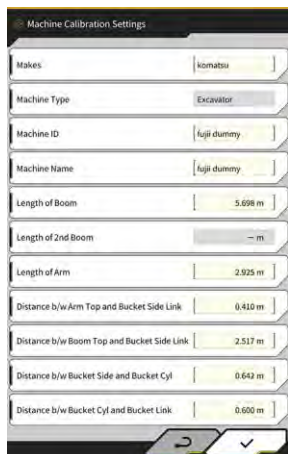 Machine Calibration Settings
Makes komatsu
Machine Type Excavator
Machine ID fujii dummy
Machine Name fujii dummy
Length of Boom 5.698 m
Length of 2nd Boom -- m
Length of Arm 2.925 m
Distance b/w Arm Top and Bucket Side Link 0.410 m
Distance b/w Boom Top and Bucket Side Link 2.517 m
Distance b/w Bucket Side and Bucket Cyl 0.642 m
Distance b/w Bucket Cyl and Bucket Link 0.600 m